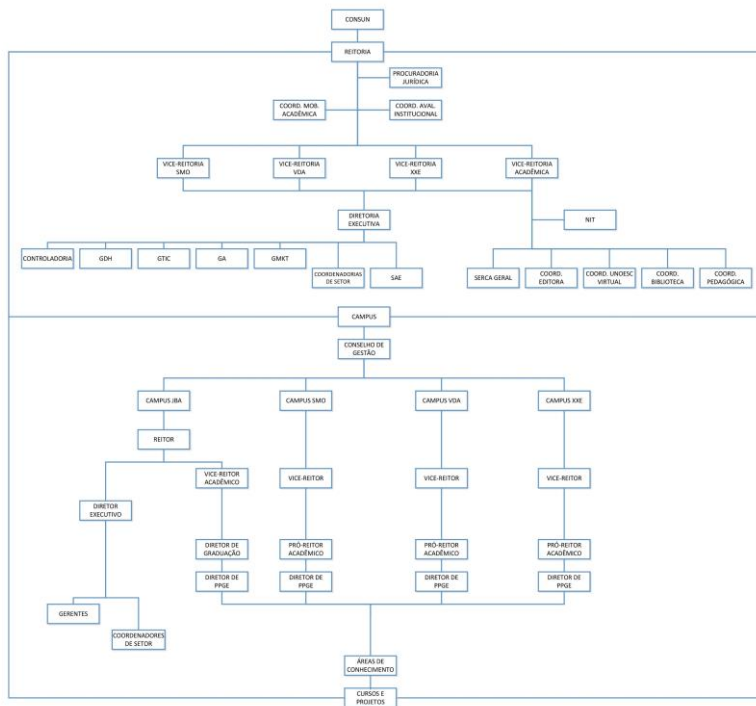 CONSUN
REITORIA
PROCURADORIA
JURÍDICA
COORD. MOB.
ACADÊMICA
COORD. AVAL.
INSTITUCIONAL
VICE-REITORIA
SMO
VICE-REITORIA
VDA
VICE-REITORIA
XXE
VICE-REITORIA
ACADÊMICA
DIRETORIA
EXECUTIVA
NIT
CONTROLADORIA
GDH
GTIC
GA
GMKT
COORDENADORIAS
DE SETOR
SAE
SERCA GERAL
COORD.
EDITORA
COORD. UNOESC
VIRTUAL
COORD.
BIBLIOTECA
COORD.
PEDAGÓGICA
CAMPUS
CONSELHO DE
GESTÃO
CAMPUS JBA
CAMPUS SMO
CAMPUS VDA
CAMPUS XXE
REITOR
VICE-REITOR
ACADÊMICO
VICE-REITOR
VICE-REITOR
VICE-REITOR
DIRETOR
EXECUTIVO
DIRETOR DE
GRADUAÇÃO
PRÓ-REITOR
ACADÊMICO
PRÓ-REITOR
ACADÊMICO
PRÓ-REITOR
ACADÊMICO
DIRETOR DE
PPGE
DIRETOR DE
PPGE
DIRETOR DE
PPGE
DIRETOR DE
PPGE
GERENTES
COORDENADORES
DE SETOR
ÁREAS DE
CONHECIMENTO
CURSOS E
PROJETOS